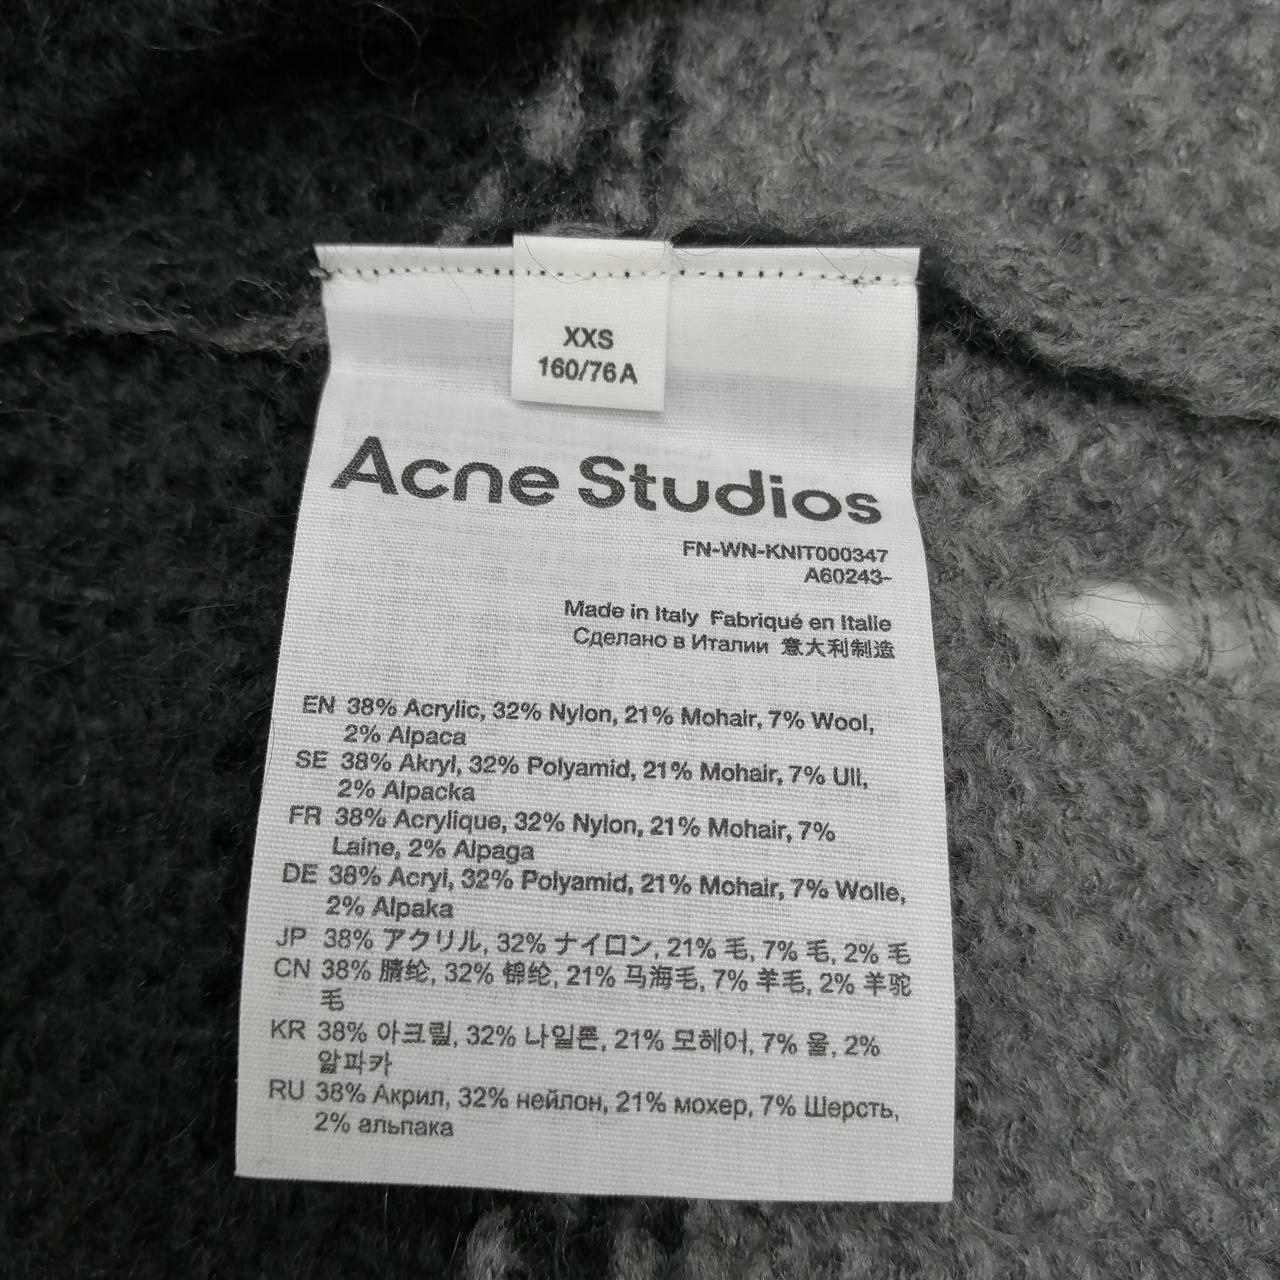 XXS
160/76A
Acne Studios
FN-WN-KNIT000347
A60243-
Made in Italy Fabriqué en Italie
Сделано в Италии 意大利制造
EN 38% Acrylic, 32% Nylon, 21% Mohair, 7% Wool,
2% Alpaca
SE 38% Akryl, 32% Polyamid, 21% Mohair, 7% Ull,
2% Alpacka
FR 38% Acrylique, 32% Nylon, 21% Mohair, 7%
Laine, 2% Alpaga
DE 38% Acryl, 32% Polyamid, 21% Mohair, 7% Wolle,
2% Alpaka
JP 38% アクリル, 32% ナイロン, 21% 毛, 7% 毛, 2% 毛
CN 38% 腈纶, 32% 锦纶, 21% 马海毛, 7% 羊毛, 2% 羊驼
毛
KR 38% 아크릴, 32% 나일론, 21% 모헤어, 7% 울, 2%
알파카
RU 38% Акрил, 32% нейлон, 21% мохер, 7% Шерсть,
2% альпака